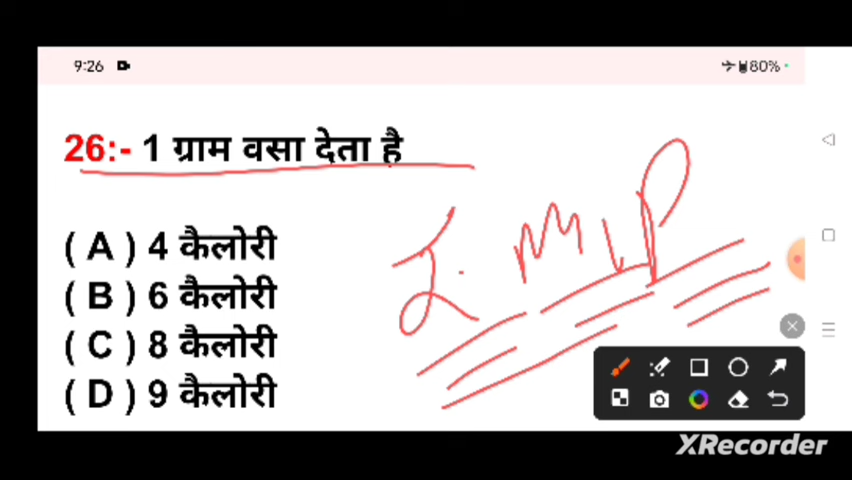 9:26 80%
26:- 1 ग्राम वसा देता है
I. M. P
( A ) 4 कैलोरी
( B ) 6 कैलोरी
( C ) 8 कैलोरी
( D ) 9 कैलोरी
XRecorder